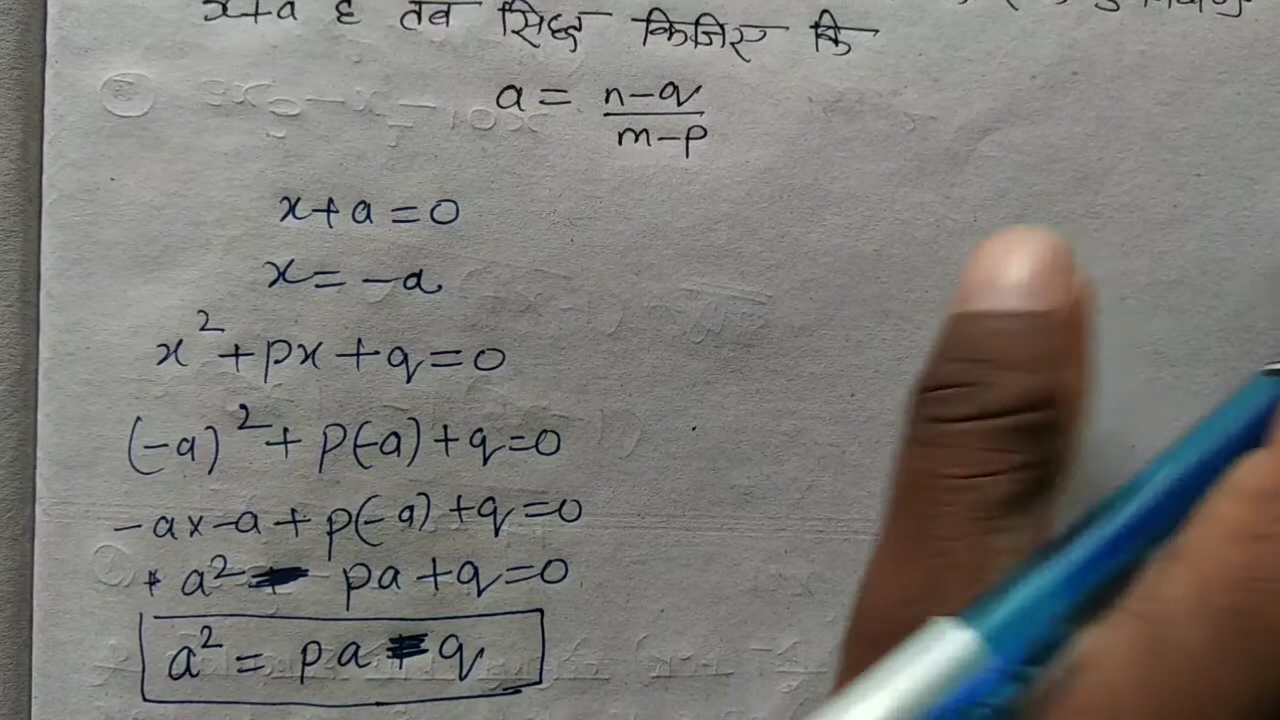 x+a है तब सिद्ध किजिए कि
a = n-q/m-p
x+a=0
x=-a
x²+px+q=0
(-a)²+p(-a)+q=0
-a×-a+p(-a)+q=0
+a²- pa+q=0
a² = pa-q